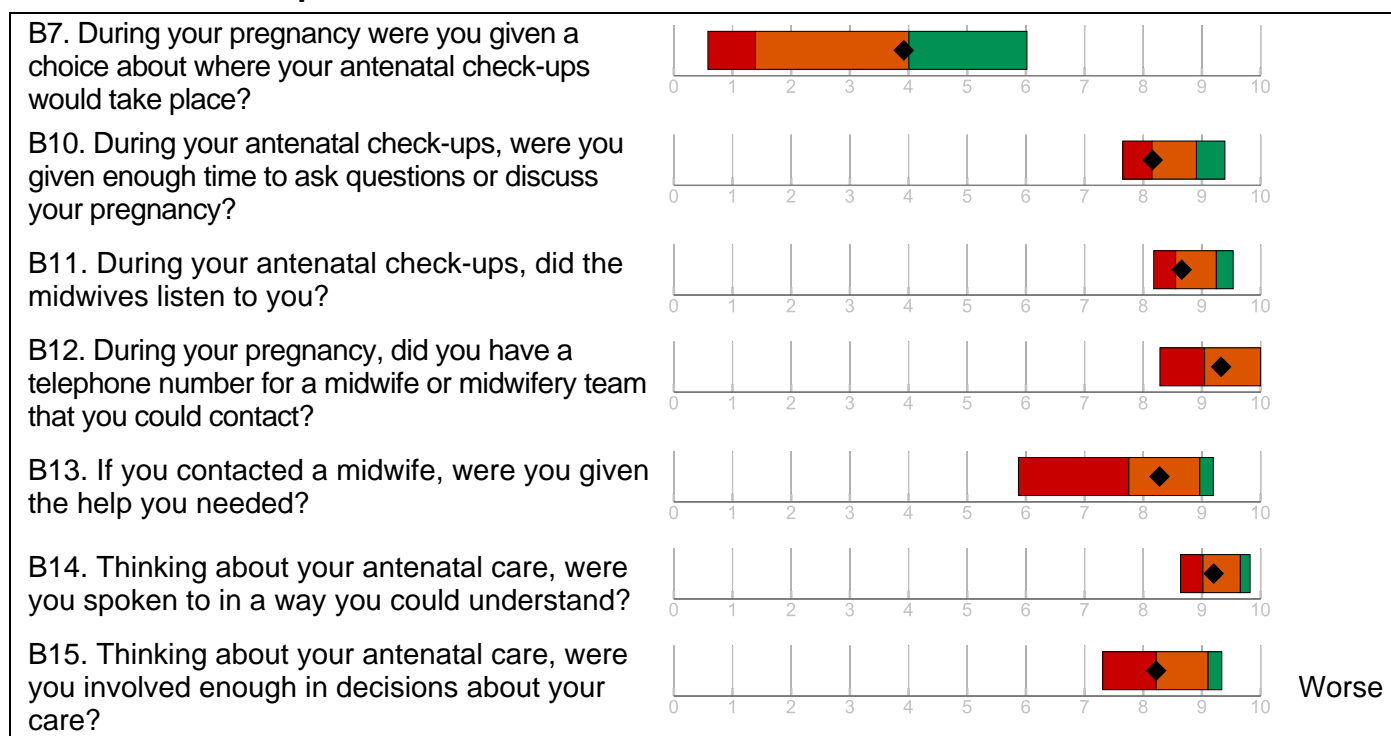 B7. During your pregnancy were you given a
choice about where your antenatal check-ups
would take place?
0 1 2 3 4 5 6 7 8 9 10
B10. During your antenatal check-ups, were you
given enough time to ask questions or discuss
your pregnancy?
0 1 2 3 4 5 6 7 8 9 10
B11. During your antenatal check-ups, did the
midwives listen to you?
0 1 2 3 4 5 6 7 8 9 10
B12. During your pregnancy, did you have a
telephone number for a midwife or midwifery team
that you could contact?
0 1 2 3 4 5 6 7 8 9 10
B13. If you contacted a midwife, were you given
the help you needed?
0 1 2 3 4 5 6 7 8 9 10
B14. Thinking about your antenatal care, were
you spoken to in a way you could understand?
0 1 2 3 4 5 6 7 8 9 10
B15. Thinking about your antenatal care, were
you involved enough in decisions about your
care?
0 1 2 3 4 5 6 7 8 9 10
Worse